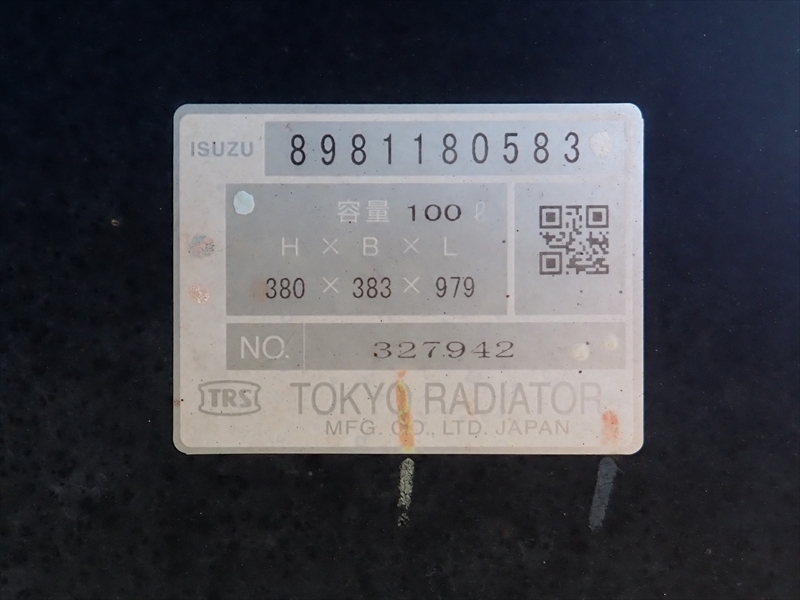 ISUZU 8981180583
容量 100 ℓ
H × B × L
380 × 383 × 979
NO. 327942
TRS TOKYO RADIATOR
MFG. CO., LTD. JAPAN